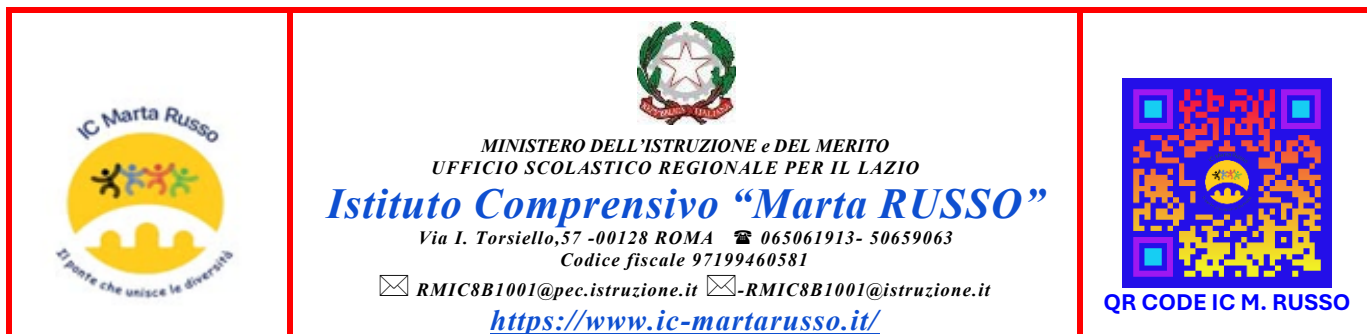 IC Marta Russo
Il ponte che unisce le diversità
REPVBBLICA ITALIANA
MINISTERO DELL'ISTRUZIONE e DEL MERITO
UFFICIO SCOLASTICO REGIONALE PER IL LAZIO
Istituto Comprensivo “Marta RUSSO”
Via I. Torsiello,57 -00128 ROMA ☎ 065061913- 50659063
Codice fiscale 97199460581
✉ RMIC8B1001@pec.istruzione.it ✉-RMIC8B1001@istruzione.it
https://www.ic-martarusso.it/
QR CODE IC M. RUSSO